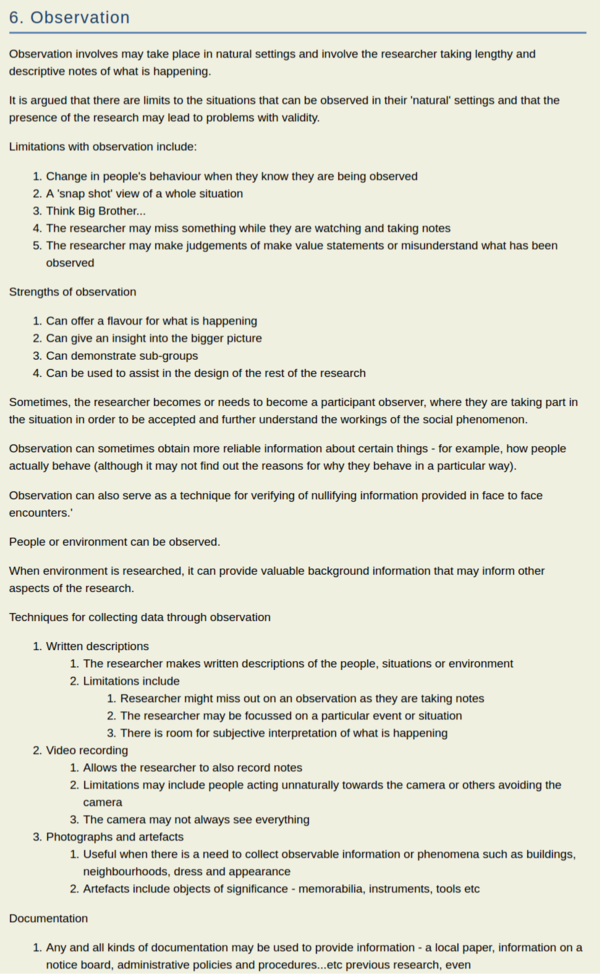 6. Observation
Observation involves may take place in natural settings and involve the researcher taking lengthy and
descriptive notes of what is happening.
It is argued that there are limits to the situations that can be observed in their 'natural' settings and that the
presence of the research may lead to problems with validity.
Limitations with observation include:
1. Change in people's behaviour when they know they are being observed
2. A 'snap shot' view of a whole situation
3. Think Big Brother...
4. The researcher may miss something while they are watching and taking notes
5. The researcher may make judgements of make value statements or misunderstand what has been
observed
Strengths of observation
1. Can offer a flavour for what is happening
2. Can give an insight into the bigger picture
3. Can demonstrate sub-groups
4. Can be used to assist in the design of the rest of the research
Sometimes, the researcher becomes or needs to become a participant observer, where they are taking part in
the situation in order to be accepted and further understand the workings of the social phenomenon.
Observation can sometimes obtain more reliable information about certain things - for example, how people
actually behave (although it may not find out the reasons for why they behave in a particular way).
Observation can also serve as a technique for verifying of nullifying information provided in face to face
encounters.'
People or environment can be observed.
When environment is researched, it can provide valuable background information that may inform other
aspects of the research.
Techniques for collecting data through observation
1. Written descriptions
1. The researcher makes written descriptions of the people, situations or environment
2. Limitations include
1. Researcher might miss out on an observation as they are taking notes
2. The researcher may be focussed on a particular event or situation
3. There is room for subjective interpretation of what is happening
2. Video recording
1. Allows the researcher to also record notes
2. Limitations may include people acting unnaturally towards the camera or others avoiding the
camera
3. The camera may not always see everything
3. Photographs and artefacts
1. Useful when there is a need to collect observable information or phenomena such as buildings,
neighbourhoods, dress and appearance
2. Artefacts include objects of significance - memorabilia, instruments, tools etc
Documentation
1. Any and all kinds of documentation may be used to provide information - a local paper, information on a
notice board, administrative policies and procedures...etc previous research, even